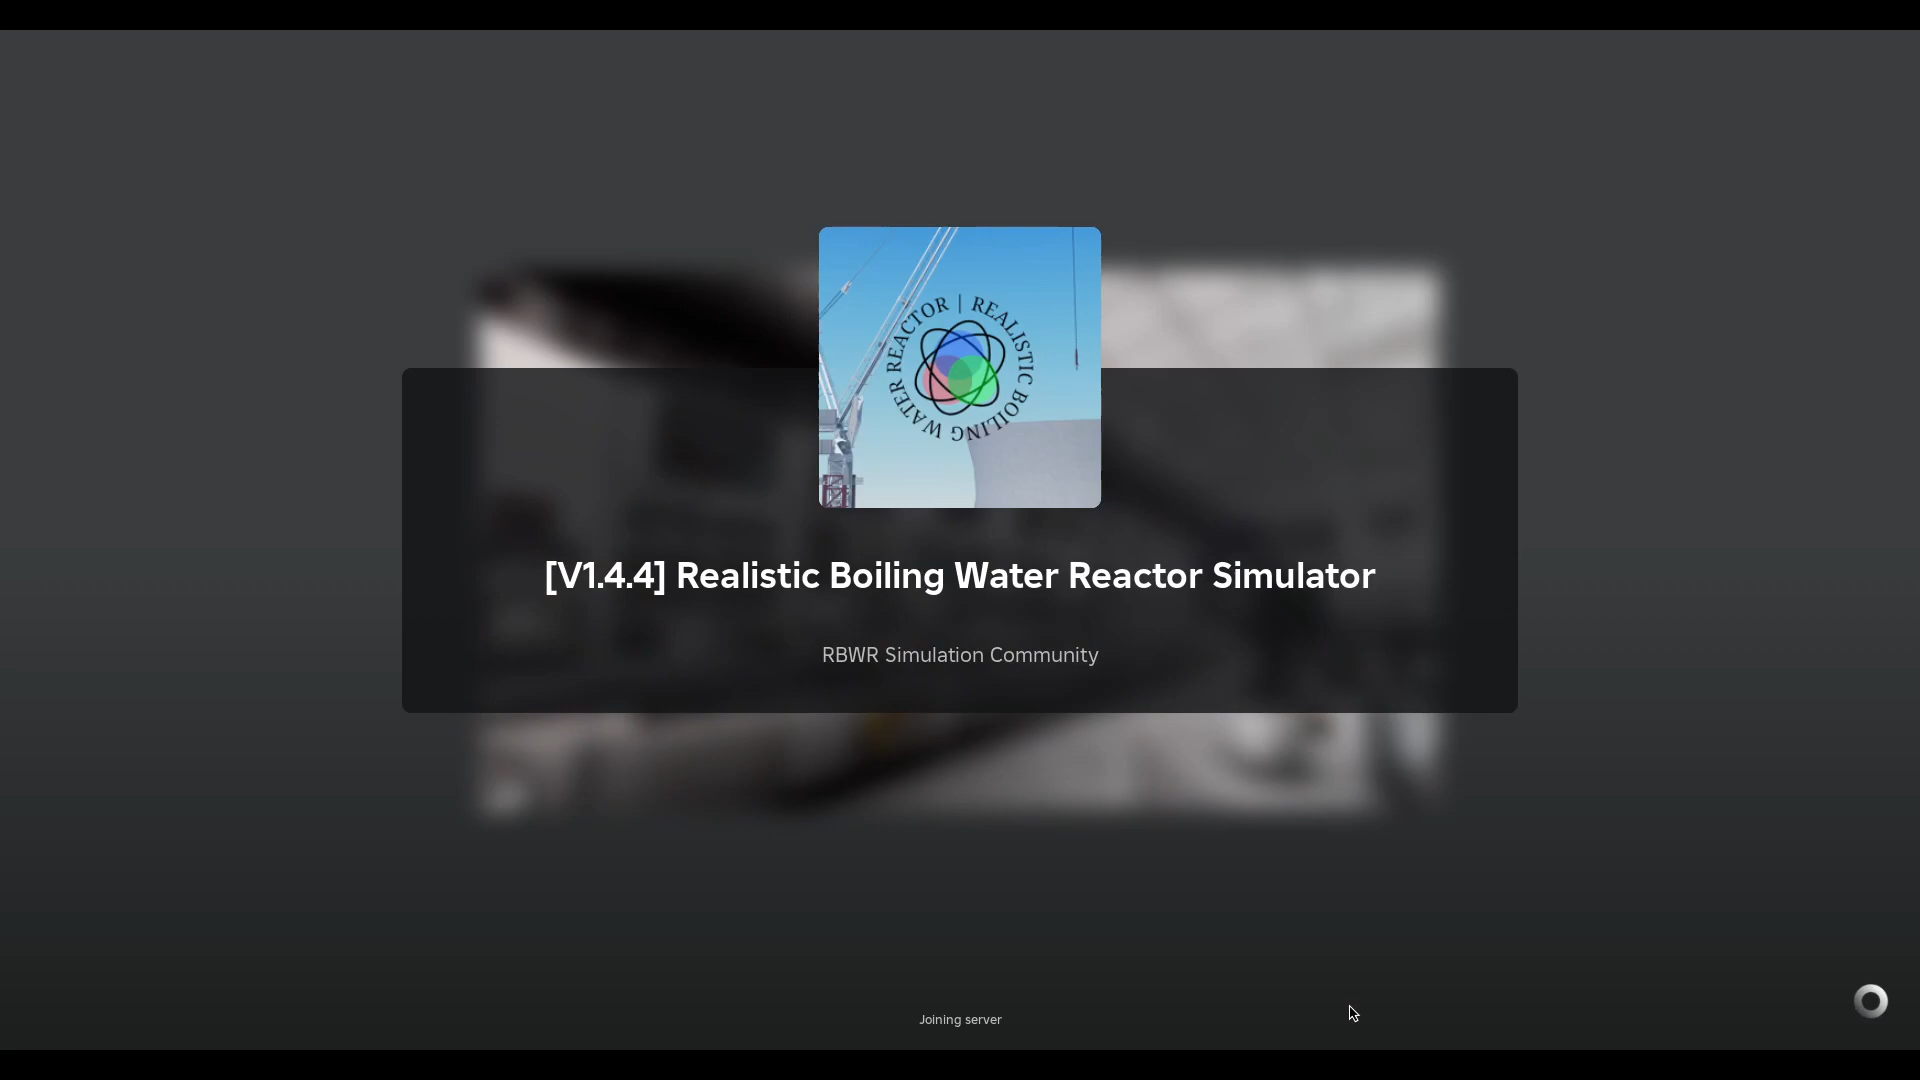 REACTOR | REALISTIC BOILING WATER
[V1.4.4] Realistic Boiling Water Reactor Simulator
RBWR Simulation Community
Joining server